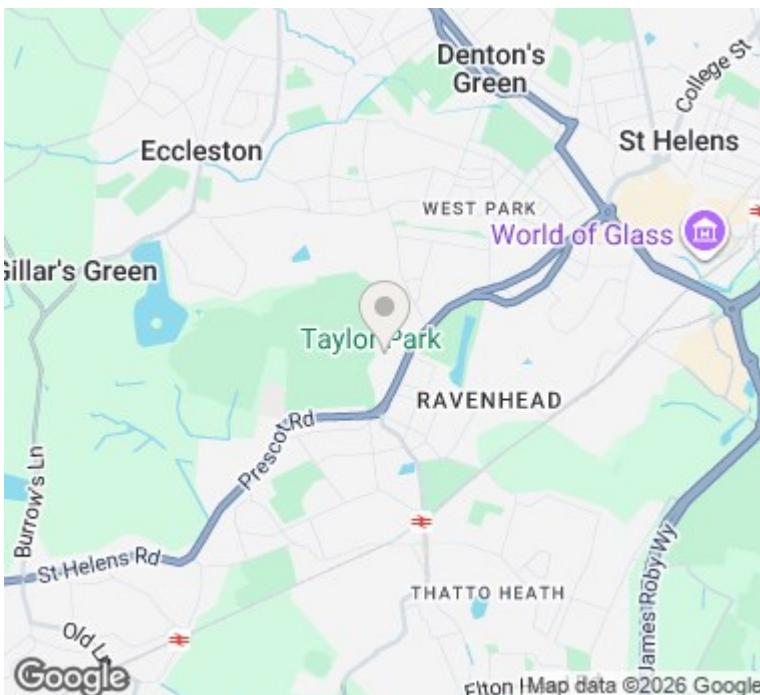 Denton's
Green
College St
Eccleston
St Helens
WEST PARK
World of Glass
Gillar's Green
Taylor Park
RAVENHEAD
Prescot Rd
Burrow's Ln
St Helens Rd
James Roby Wy
THATTO HEATH
Old Ln
Google
Map data ©2026 Google